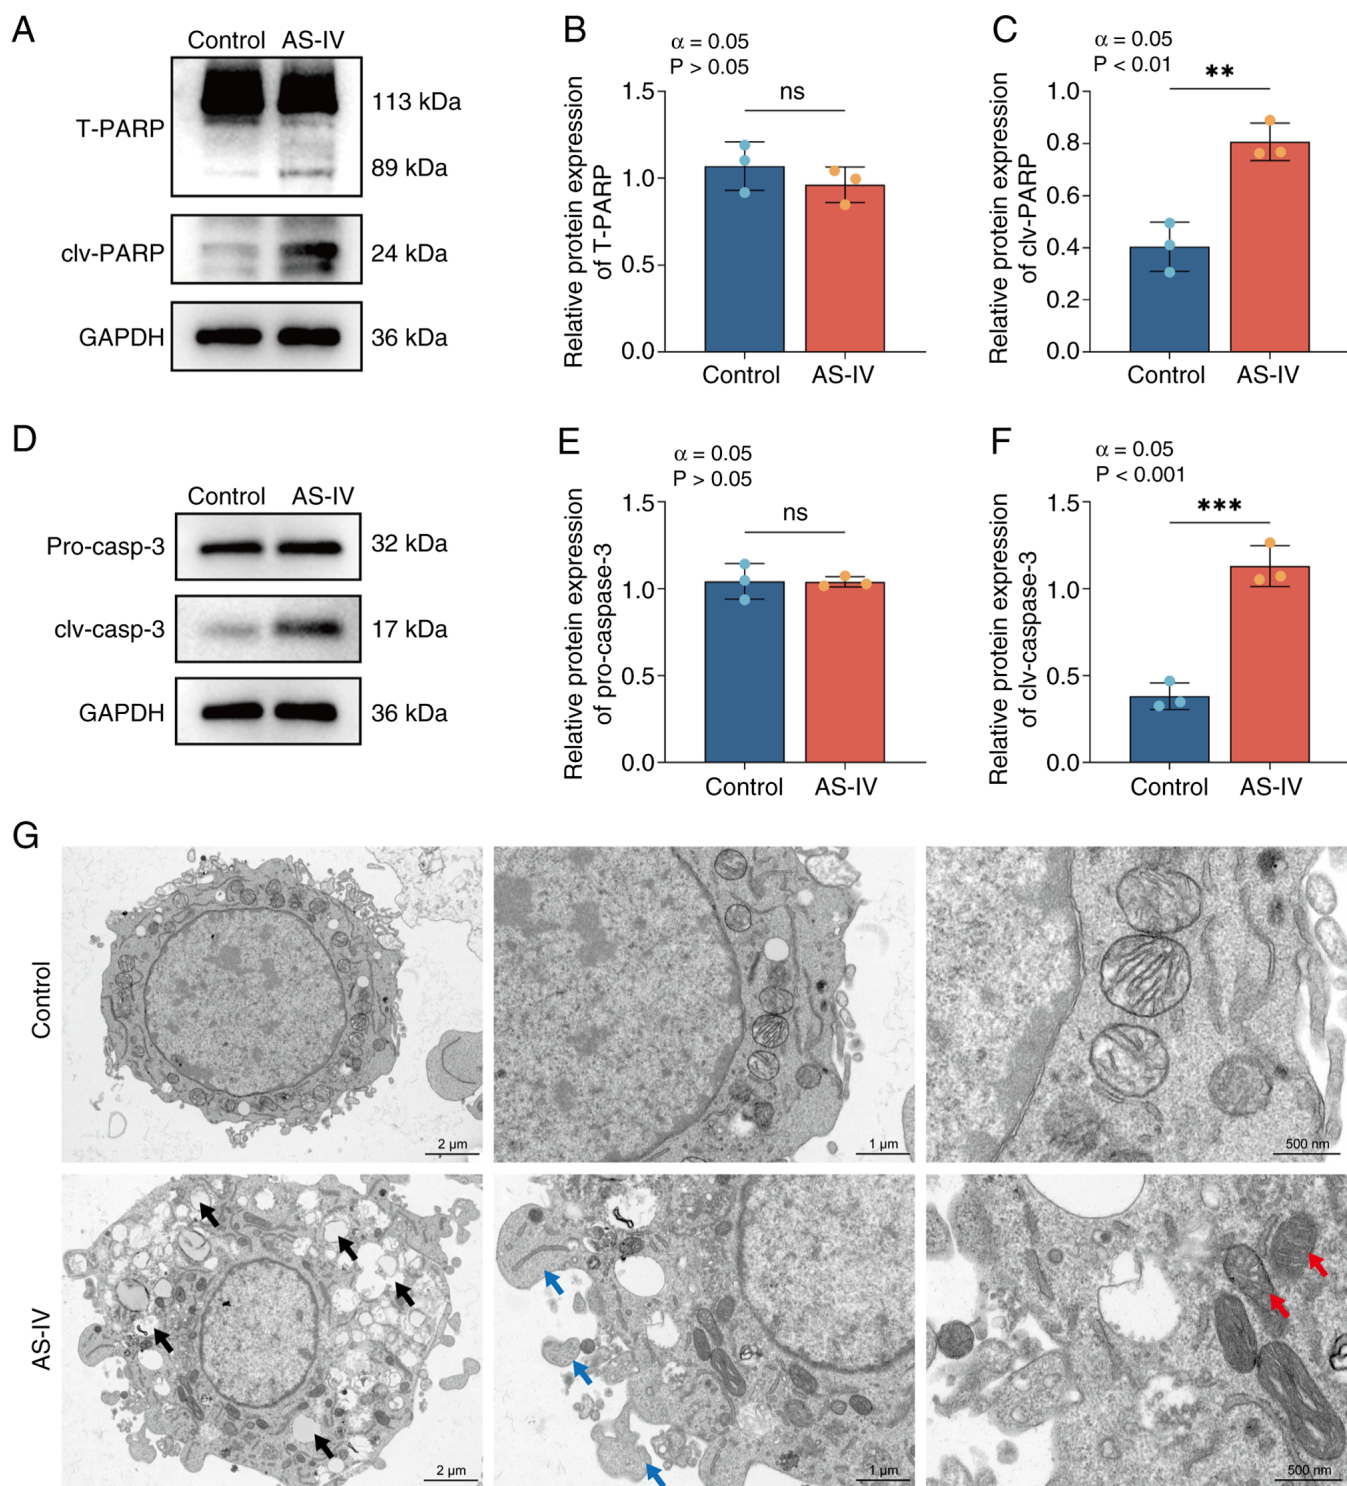 A
Control AS-IV
T-PARP
113 kDa
89 kDa
clv-PARP
24 kDa
GAPDH
36 kDa
B
α = 0.05
P > 0.05
Relative protein expression
of T-PARP
1.5
1.0
0.5
0.0
ns
Control AS-IV
C
α = 0.05
P < 0.01
Relative protein expression
of clv-PARP
1.0
0.8
0.6
0.4
0.2
0.0
**
Control AS-IV
D
Control AS-IV
Pro-casp-3
32 kDa
clv-casp-3
17 kDa
GAPDH
36 kDa
E
α = 0.05
P > 0.05
Relative protein expression
of pro-caspase-3
1.5
1.0
0.5
0.0
ns
Control AS-IV
F
α = 0.05
P < 0.001
Relative protein expression
of clv-caspase-3
1.5
1.0
0.5
0.0
***
Control AS-IV
G
Control
2 µm
1 µm
500 nm
AS-IV
2 µm
1 µm
500 nm